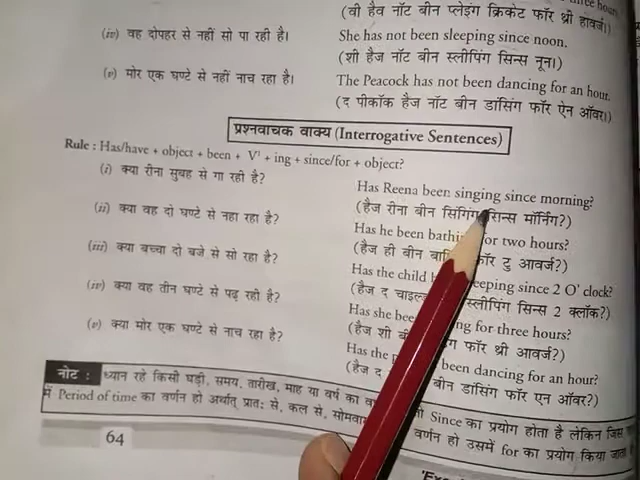 hours.
(वी हैव नॉट बीन प्लेइंग क्रिकेट फॉर थ्री हावर्ज।)
(iv) वह दोपहर से नहीं सो पा रही है। She has not been sleeping since noon.
(शी हैज नॉट बीन स्लीपिंग सिन्स नून।)
(v) मोर एक घण्टे से नहीं नाच रहा है। The Peacock has not been dancing for an hour.
(द पीकॉक हैज नॉट बीन डांसिंग फॉर ऐन ऑवर।)
प्रश्नवाचक वाक्य (Interrogative Sentences)
Rule : Has/have + object + been + V¹ + ing + since/for + object?
(i) क्या रीना सुबह से गा रही है? Has Reena been singing since morning?
(हैज रीना बीन सिंगिंग सिन्स मॉर्निंग?)
(ii) क्या वह दो घण्टे से नहा रहा है? Has he been bathi for two hours?
(हैज ही बीन फॉर टु आवर्ज?)
(iii) क्या बच्चा दो बजे से सो रहा है? Has the child eeping since 2 O' clock?
(हैज द चाइल्ड स्लीपिंग सिन्स 2 क्लॉक?)
(iv) क्या वह तीन घण्टे से पढ़ रही है? Has she bee ng for three hours?
(हैज शी बी ग फॉर थ्री आवर्ज?)
(v) क्या मोर एक घण्टे से नाच रहा है? Has the been dancing for an hour?
(हैज द बीन डांसिंग फॉर एन ऑवर?)
नोट : ध्यान रहे किसी घड़ी, समय, तारीख, माह या वर्ष का Since का प्रयोग होता है लेकिन जिस
में Period of time का वर्णन हो अर्थात् प्रातः से, कल से, सोमवार वर्णन हो उसमें for का प्रयोग किया जाता
64